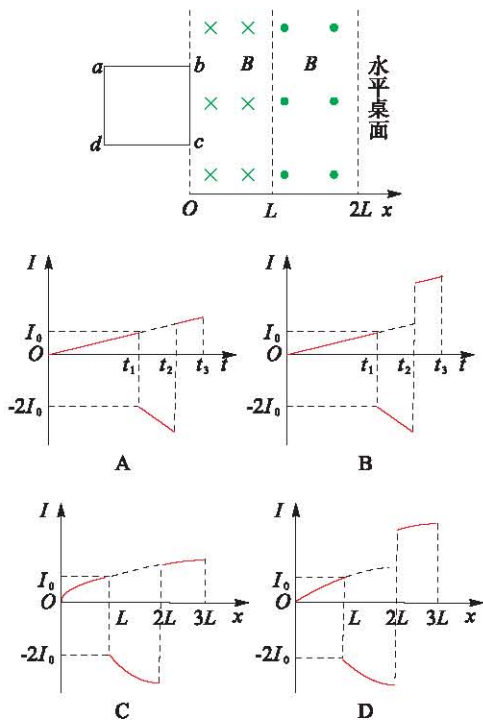 a b B B 水平桌面
d c
O L 2L x
I I
I₀ I₀
O t₁ t₂ t₃ t O t₁ t₂ t₃ t
-2I₀ -2I₀
A B
I I
I₀ I₀
O L 2L 3L x O L 2L 3L x
-2I₀ -2I₀
C D